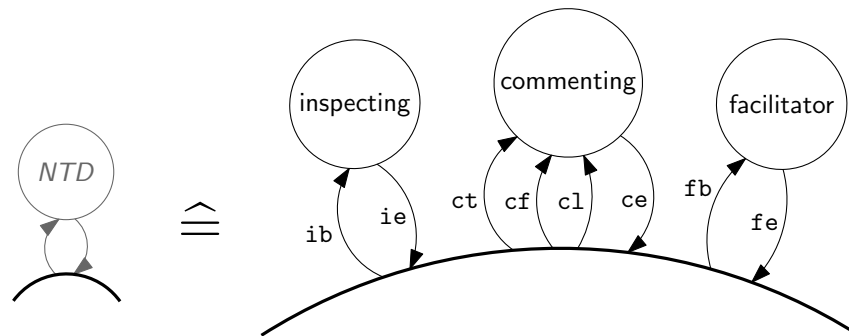 NTD
≙
inspecting
commenting
facilitator
ib
ie
ct
cf
cl
ce
fb
fe